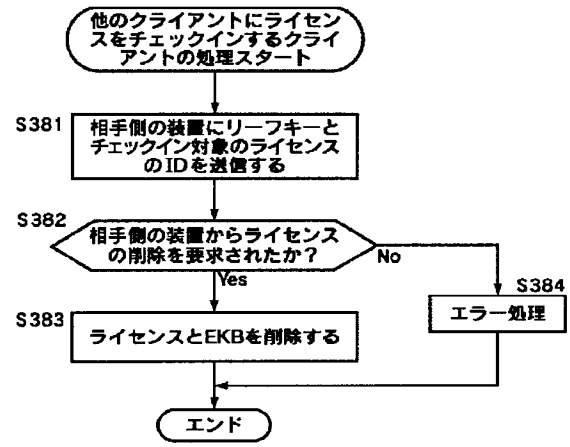 他のクライアントにライセン
スをチェックインするクライ
アントの処理スタート
S381
相手側の装置にリーフキーと
チェックイン対象のライセンス
のIDを送信する
S382
相手側の装置からライセンス
の削除を要求されたか？
No
Yes
S384
エラー処理
S383
ライセンスとEKBを削除する
エンド